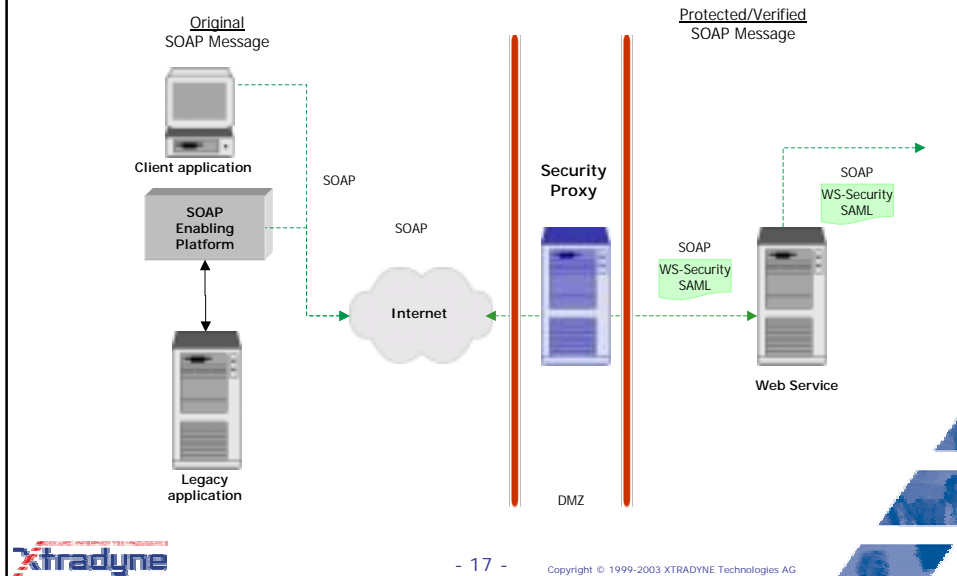 Original
SOAP Message
Protected/Verified
SOAP Message
Client application
SOAP
SOAP
Enabling
Platform
SOAP
Internet
Legacy
application
Security
Proxy
DMZ
SOAP
WS-Security
SAML
SOAP
WS-Security
SAML
Web Service
Xtradyne
- 17 -
Copyright © 1999-2003 XTRADYNE Technologies AG